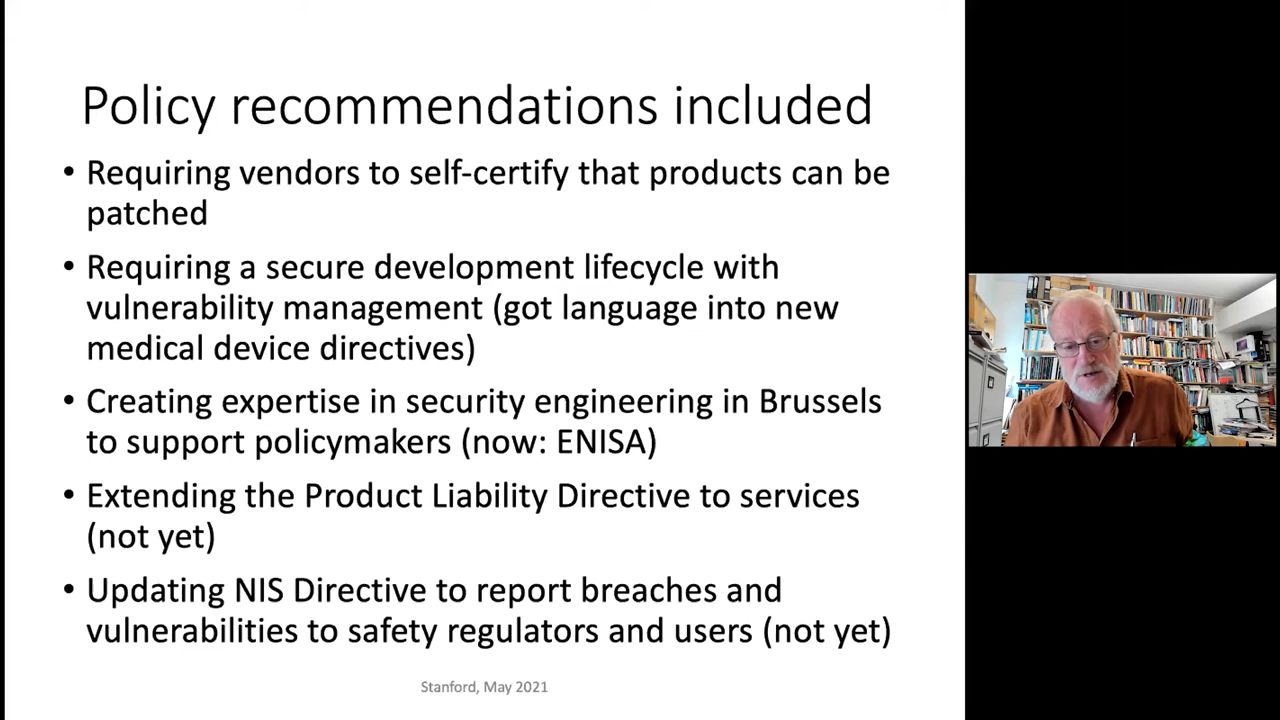 Policy recommendations included
• Requiring vendors to self-certify that products can be
patched
• Requiring a secure development lifecycle with
vulnerability management (got language into new
medical device directives)
• Creating expertise in security engineering in Brussels
to support policymakers (now: ENISA)
• Extending the Product Liability Directive to services
(not yet)
• Updating NIS Directive to report breaches and
vulnerabilities to safety regulators and users (not yet)
Stanford, May 2021